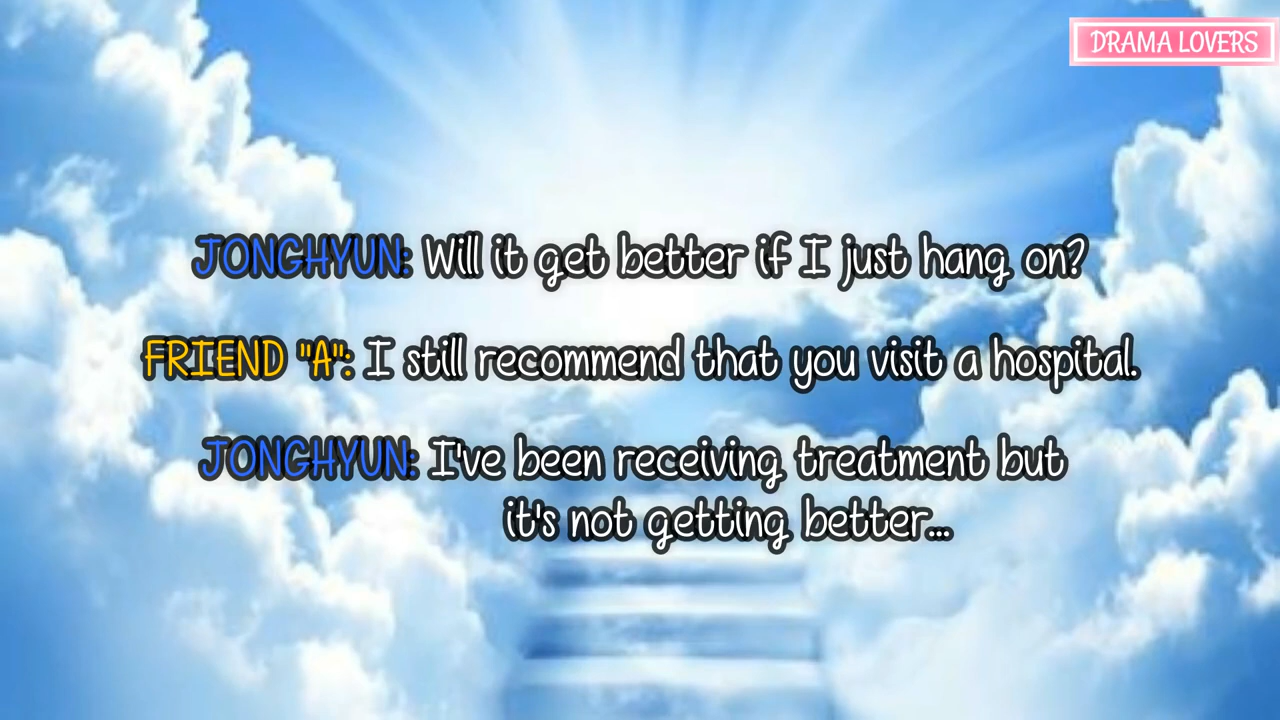 DRAMA LOVERS
JONGHYUN: Will it get better if I just hang on?
FRIEND "A": I still recommend that you visit a hospital.
JONGHYUN: I've been receiving treatment but
it's not getting better...